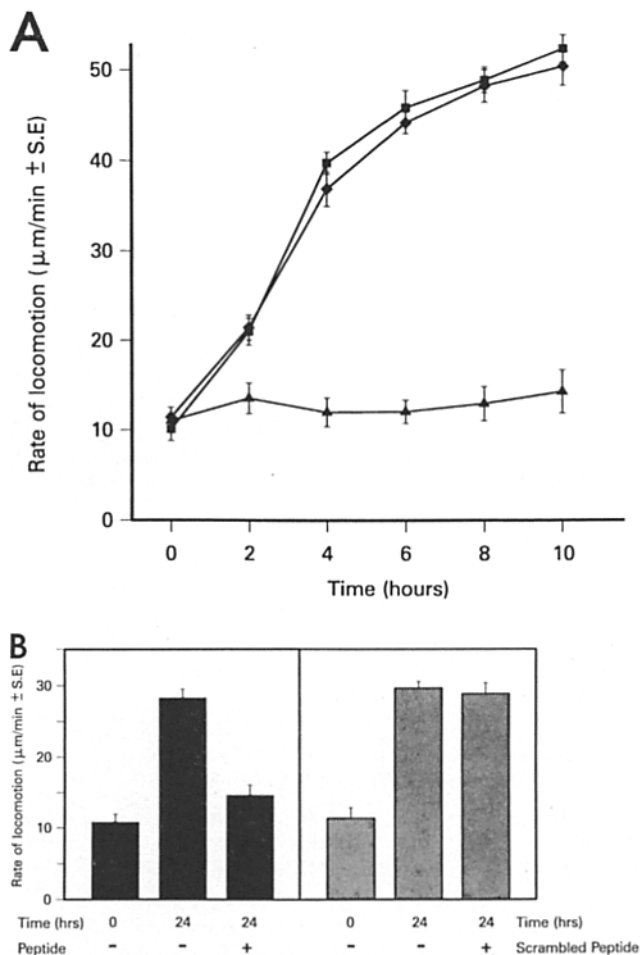 A
Rate of locomotion (μm/min ± S.E)
50
40
30
20
10
0
0 2 4 6 8 10
Time (hours)
B
Rate of locomotion (μm/min ± S.E)
30
20
10
0
Time (hrs) 0 24 24 0 24 24 Time (hrs)
Peptide - - + - - + Scrambled Peptide